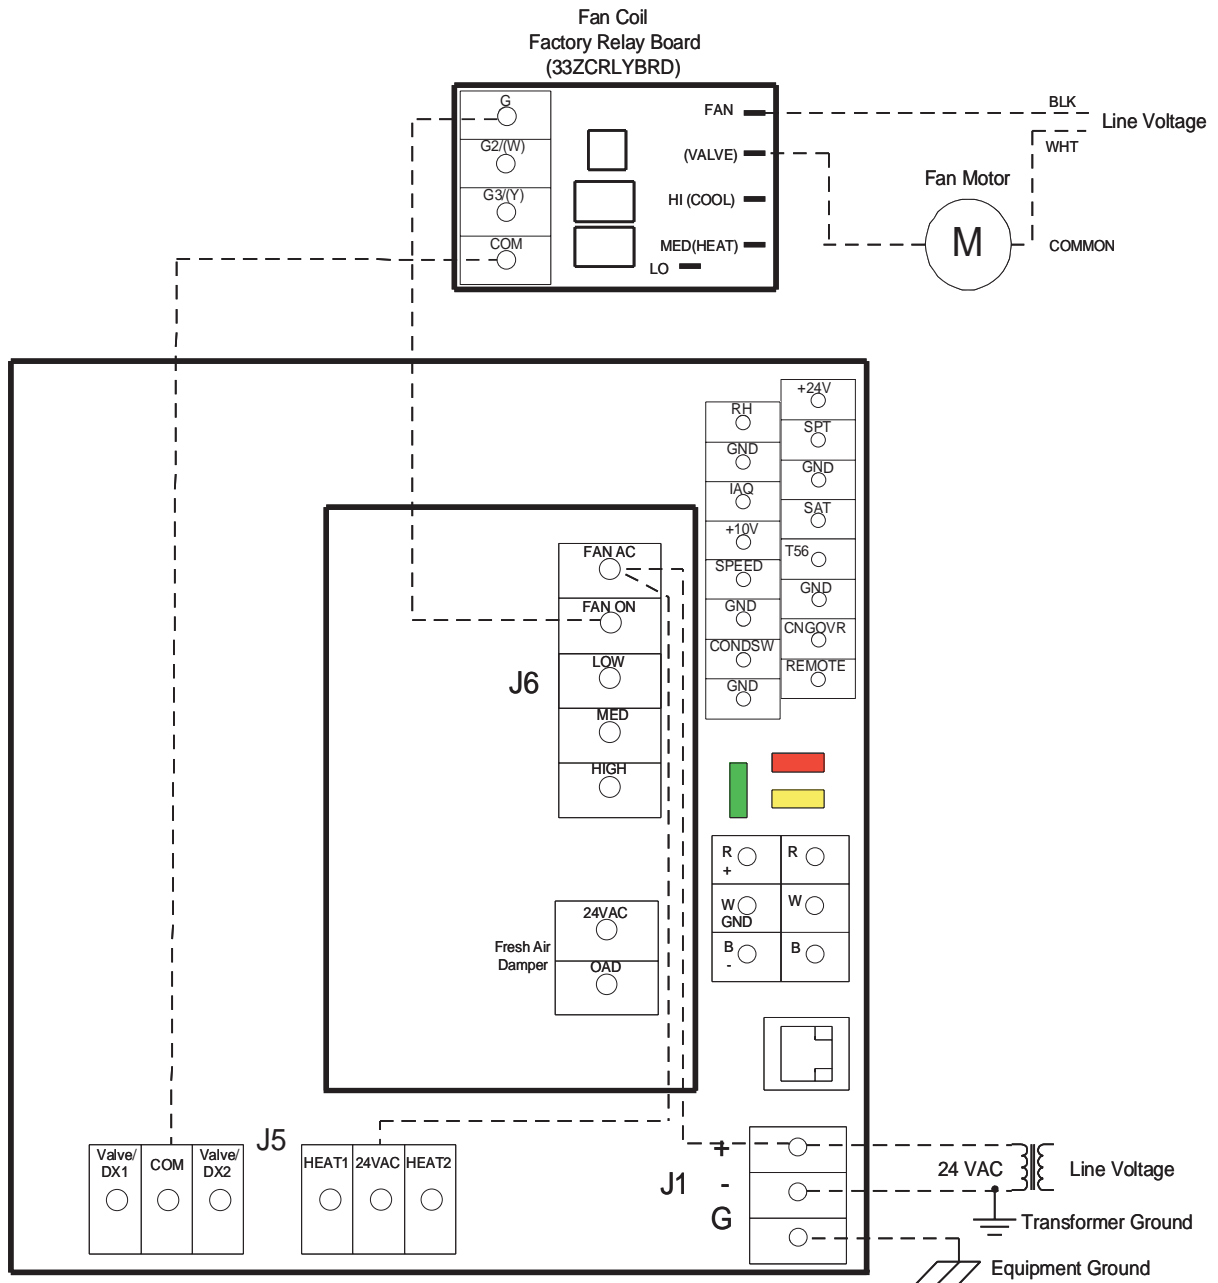 Fan Coil
Factory Relay Board
(33ZCRLYBRD)
G
G2/(W)
G3/(Y)
COM
FAN
(VALVE)
HI (COOL)
MED(HEAT)
LO
BLK
WHT
Line Voltage
Fan Motor
M
COMMON
+24V
SPT
GND
SAT
T56
GND
CNGOVR
REMOTE
RH
GND
IAQ
+10V
SPEED
GND
CONDSW
GND
FAN AC
FAN ON
LOW
MED
HIGH
J6
R
+
W
GND
B
-
R
W
B
Fresh Air
Damper
24VAC
OAD
J5
Valve/
DX1
COM
Valve/
DX2
HEAT1
24VAC
HEAT2
J1
+
-
G
24 VAC
Line Voltage
Transformer Ground
Equipment Ground